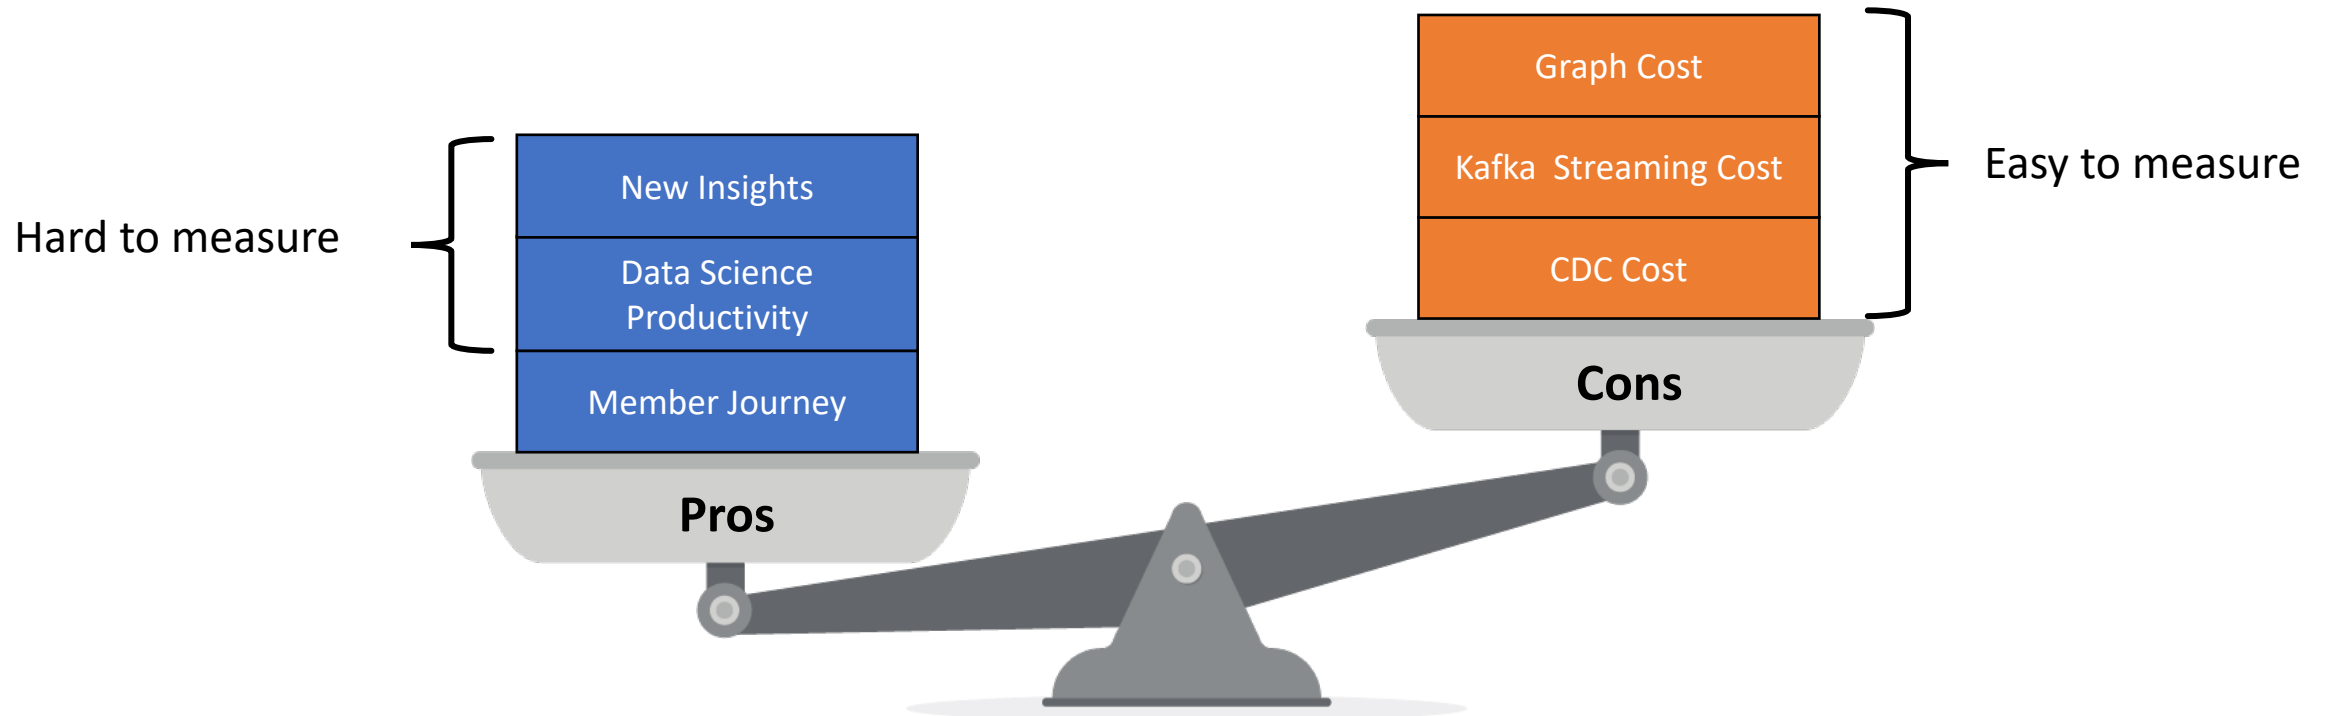 Hard to measure
New Insights
Data Science
Productivity
Member Journey
Pros
Graph Cost
Kafka  Streaming Cost
CDC Cost
Cons
Easy to measure